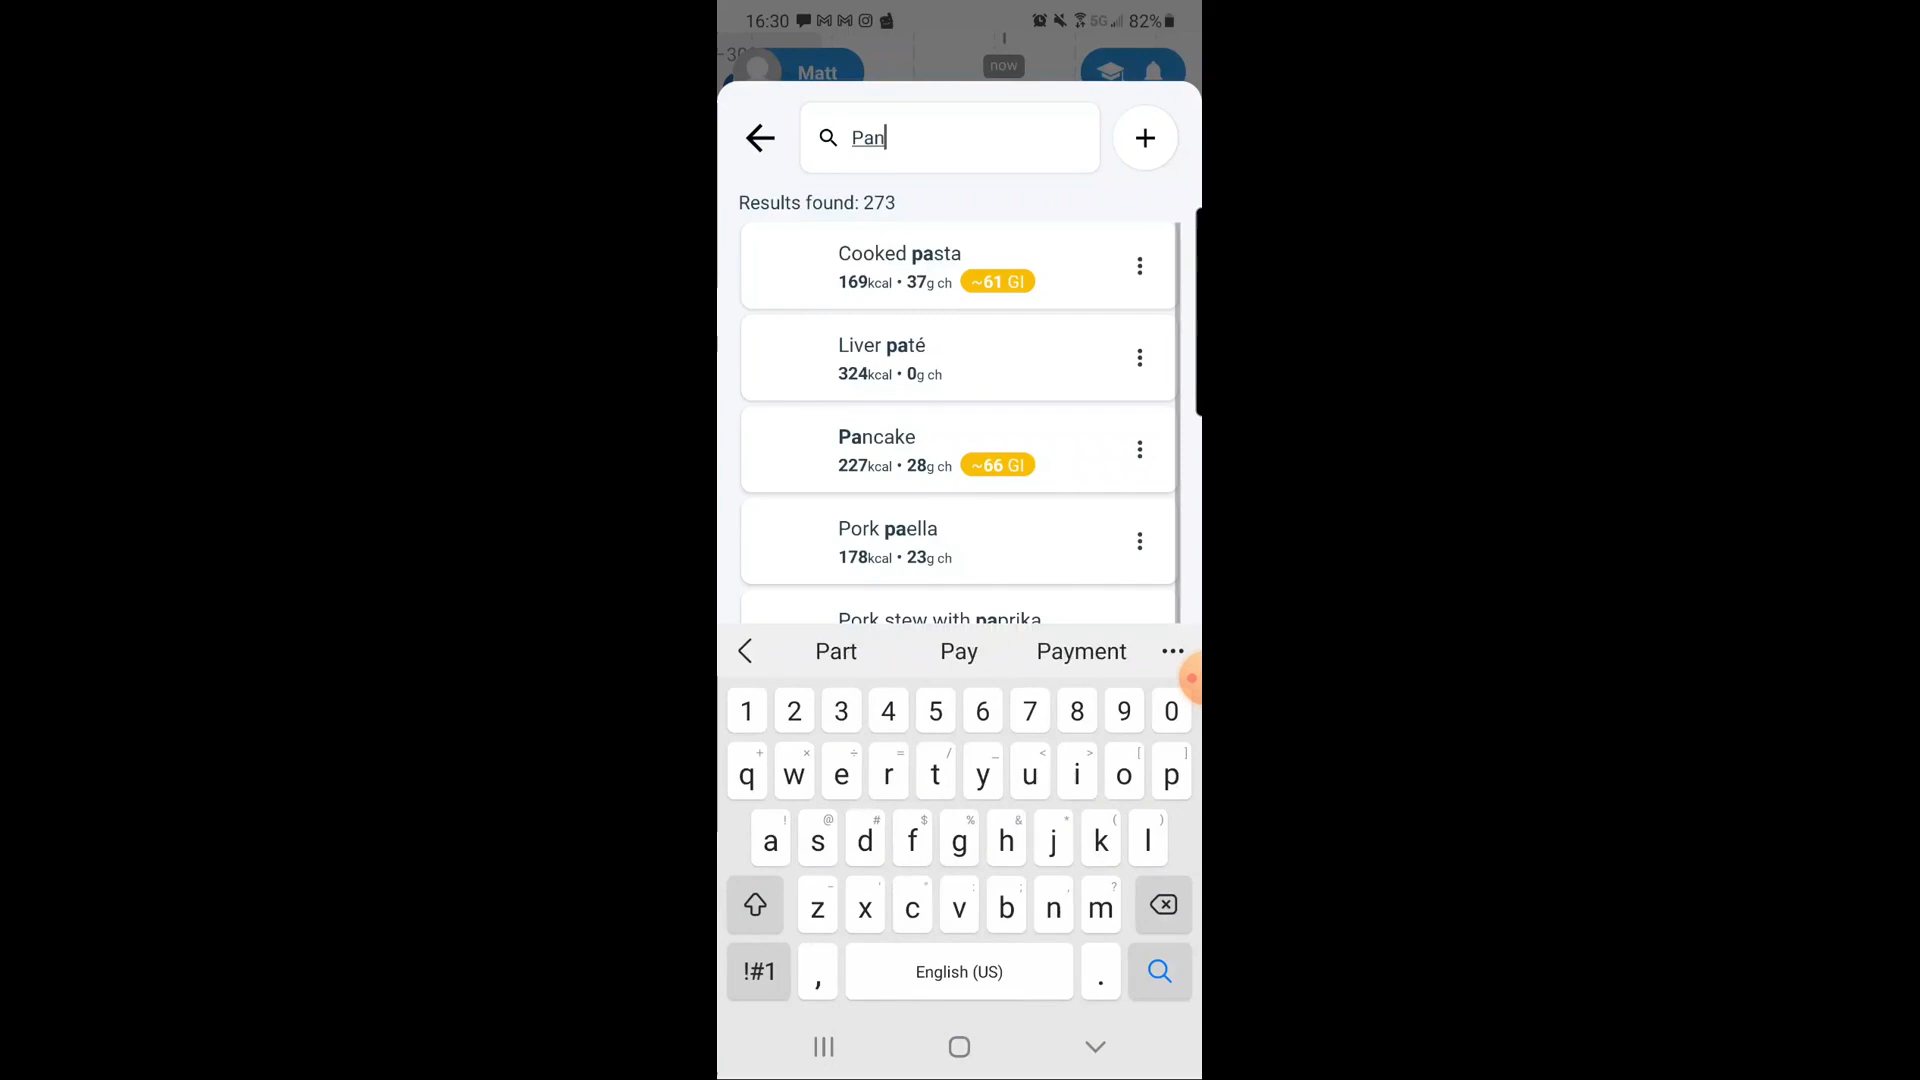 16:30 5G 82%
-30
Matt now
Pan
Results found: 273
Cooked pasta
169kcal • 37g ch ~61 GI
Liver paté
324kcal • 0g ch
Pancake
227kcal • 28g ch ~66 GI
Pork paella
178kcal • 23g ch
Pork stew with paprika
Part Pay Payment
1 2 3 4 5 6 7 8 9 0
+ × ÷ = / _ < > [ ]
q w e r t y u i o p
! @ # $ % & * ( )
a s d f g h j k l
- ' " : ; , ?
z x c v b n m
!#1 , English (US) .